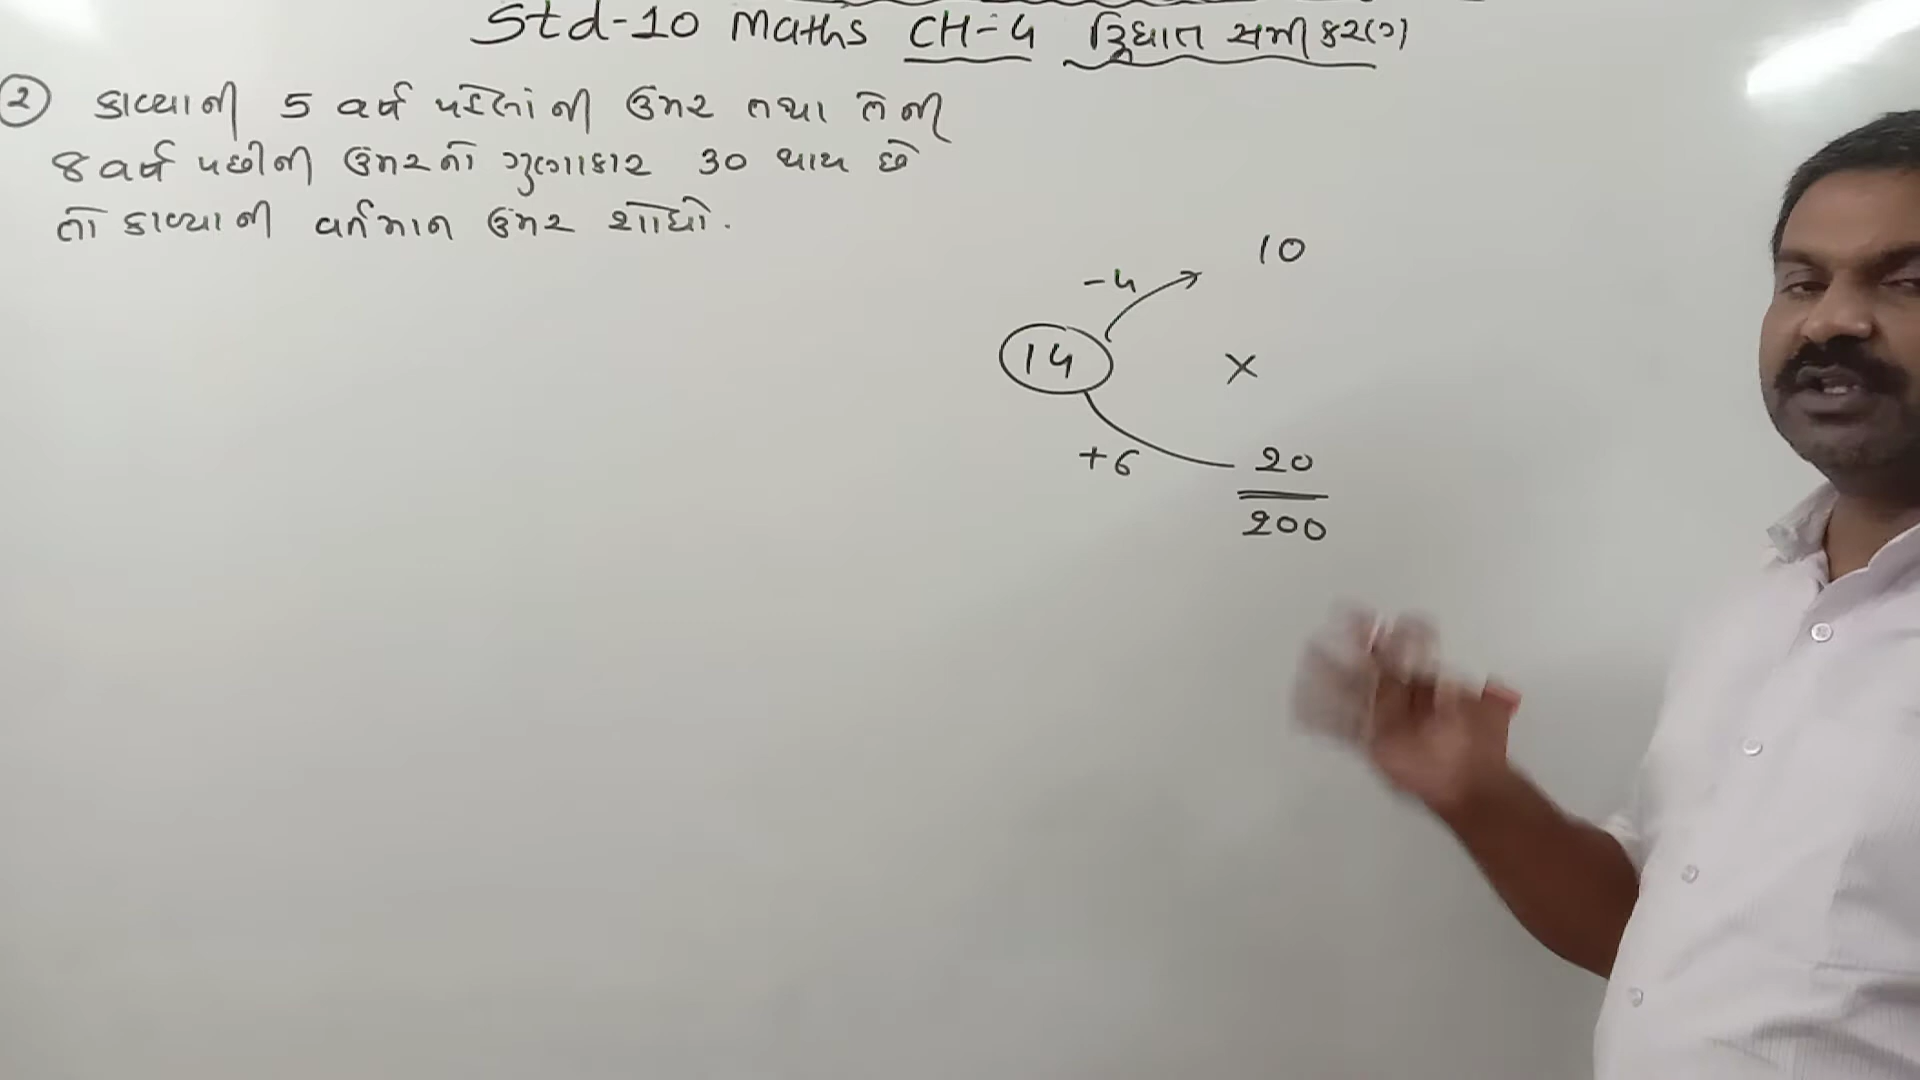 Std-10 Maths CH-4 દ્વિઘાત સમીકરણ
② કાવ્યાની 5 વર્ષ પહેલાંની ઉંમર તથા તેની
8 વર્ષ પછીની ઉંમરનો ગુણાકાર 30 થાય છે
તો કાવ્યાની વર્તમાન ઉંમર શોધો.
10
-4
14
×
+6
20
200